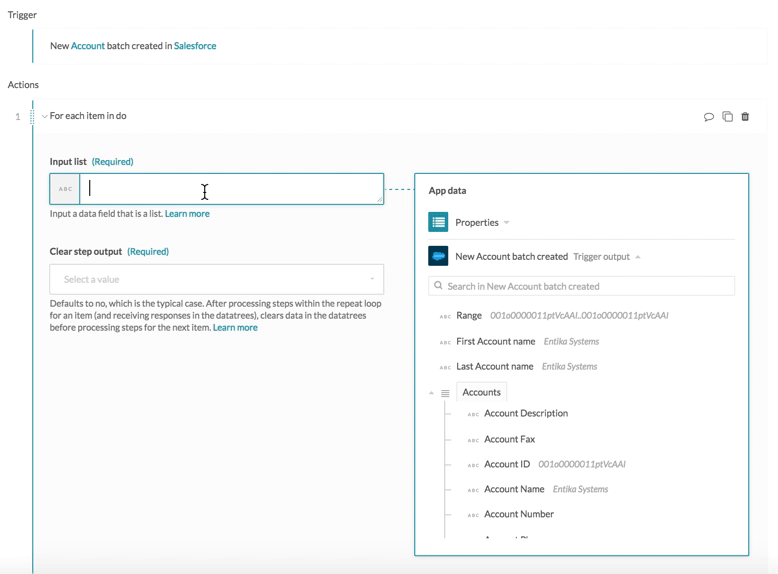 Trigger
New Account batch created in Salesforce
Actions
1 For each item in do
Input list (Required)
ABC
Input a data field that is a list. Learn more
Clear step output (Required)
Select a value
Defaults to no, which is the typical case. After processing steps within the repeat loop
for an item (and receiving responses in the datatrees), clears data in the datatrees
before processing steps for the next item. Learn more
App data
Properties
New Account batch created Trigger output
Search in New Account batch created
ABC Range 001o0000011ptVcAAI..001o0000011ptVcAAI
ABC First Account name Entika Systems
ABC Last Account name Entika Systems
Accounts
ABC Account Description
ABC Account Fax
ABC Account ID 001o0000011ptVcAAI
ABC Account Name Entika Systems
ABC Account Number